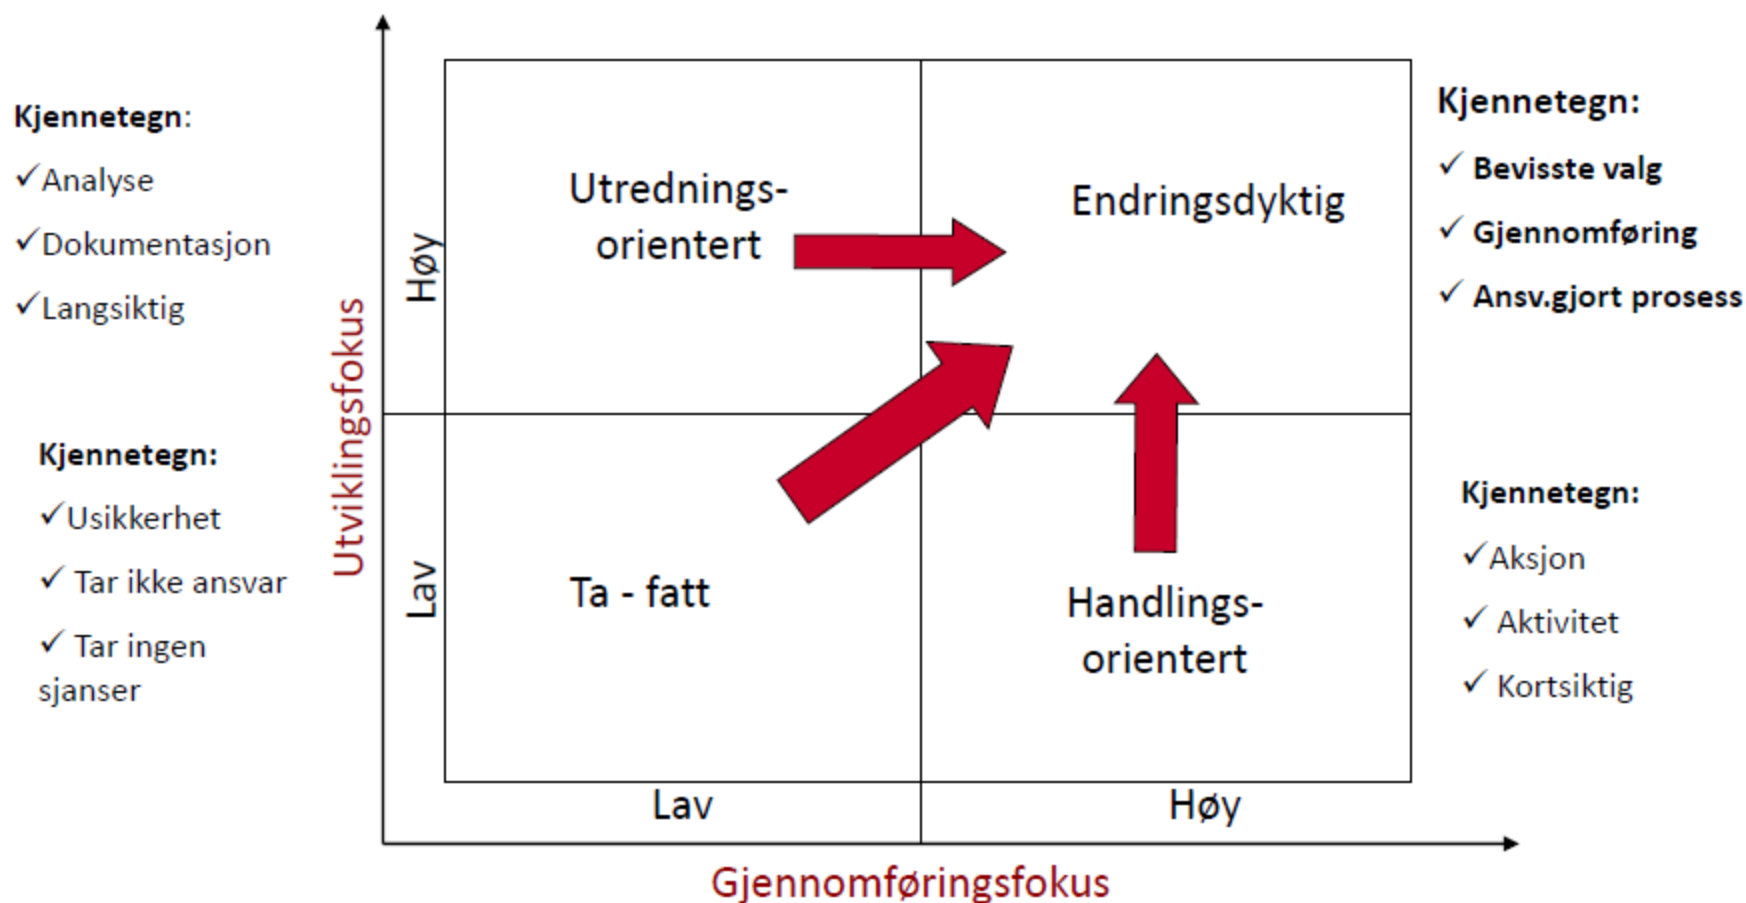 Kjennetegn:
✓Analyse
✓Dokumentasjon
✓Langsiktig
Kjennetegn:
✓Usikkerhet
✓ Tar ikke ansvar
✓ Tar ingen
sjanser
Utviklingsfokus
Høy
Lav
Utrednings-
orientert
Endringsdyktig
Ta - fatt
Handlings-
orientert
Lav
Høy
Gjennomføringsfokus
Kjennetegn:
✓ Bevisste valg
✓ Gjennomføring
✓ Ansv.gjort prosess
Kjennetegn:
✓Aksjon
✓ Aktivitet
✓ Kortsiktig